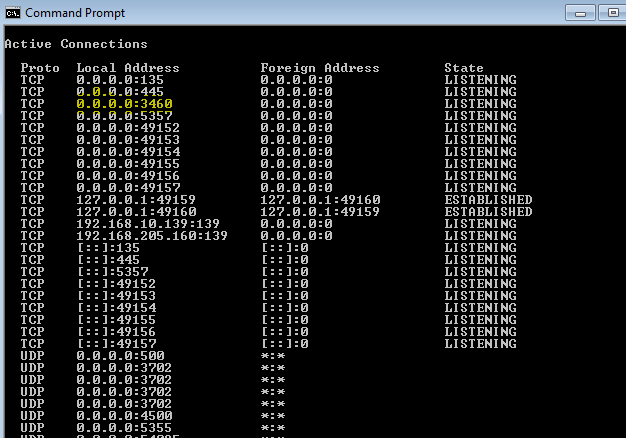 Command Prompt
Active Connections
Proto Local Address Foreign Address State
TCP 0.0.0.0:135 0.0.0.0:0 LISTENING
TCP 0.0.0.0:445 0.0.0.0:0 LISTENING
TCP 0.0.0.0:3460 0.0.0.0:0 LISTENING
TCP 0.0.0.0:5357 0.0.0.0:0 LISTENING
TCP 0.0.0.0:49152 0.0.0.0:0 LISTENING
TCP 0.0.0.0:49153 0.0.0.0:0 LISTENING
TCP 0.0.0.0:49154 0.0.0.0:0 LISTENING
TCP 0.0.0.0:49155 0.0.0.0:0 LISTENING
TCP 0.0.0.0:49156 0.0.0.0:0 LISTENING
TCP 0.0.0.0:49157 0.0.0.0:0 LISTENING
TCP 127.0.0.1:49159 127.0.0.1:49160 ESTABLISHED
TCP 127.0.0.1:49160 127.0.0.1:49159 ESTABLISHED
TCP 192.168.10.139:139 0.0.0.0:0 LISTENING
TCP 192.168.205.160:139 0.0.0.0:0 LISTENING
TCP [::]:135 [::]:0 LISTENING
TCP [::]:445 [::]:0 LISTENING
TCP [::]:5357 [::]:0 LISTENING
TCP [::]:49152 [::]:0 LISTENING
TCP [::]:49153 [::]:0 LISTENING
TCP [::]:49154 [::]:0 LISTENING
TCP [::]:49155 [::]:0 LISTENING
TCP [::]:49156 [::]:0 LISTENING
TCP [::]:49157 [::]:0 LISTENING
UDP 0.0.0.0:500 *:*
UDP 0.0.0.0:3702 *:*
UDP 0.0.0.0:3702 *:*
UDP 0.0.0.0:3702 *:*
UDP 0.0.0.0:3702 *:*
UDP 0.0.0.0:4500 *:*
UDP 0.0.0.0:5355 *:*